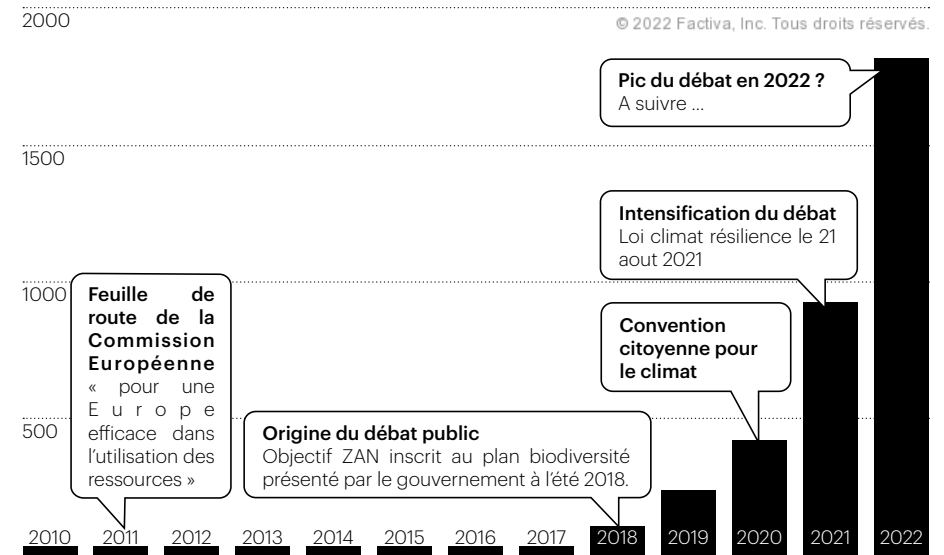 2000
© 2022 Factiva, Inc. Tous droits réservés.
Pic du débat en 2022 ?
A suivre ...
1500
Intensification du débat
Loi climat résilience le 21
aout 2021
1000
Feuille de
route de la
Commission
Européenne
« pour une
Europe
efficace dans
l'utilisation des
ressources »
Convention
citoyenne pour
le climat
500
Origine du débat public
Objectif ZAN inscrit au plan biodiversité
présenté par le gouvernement à l'été 2018.
2010 2011 2012 2013 2014 2015 2016 2017 2018 2019 2020 2021 2022